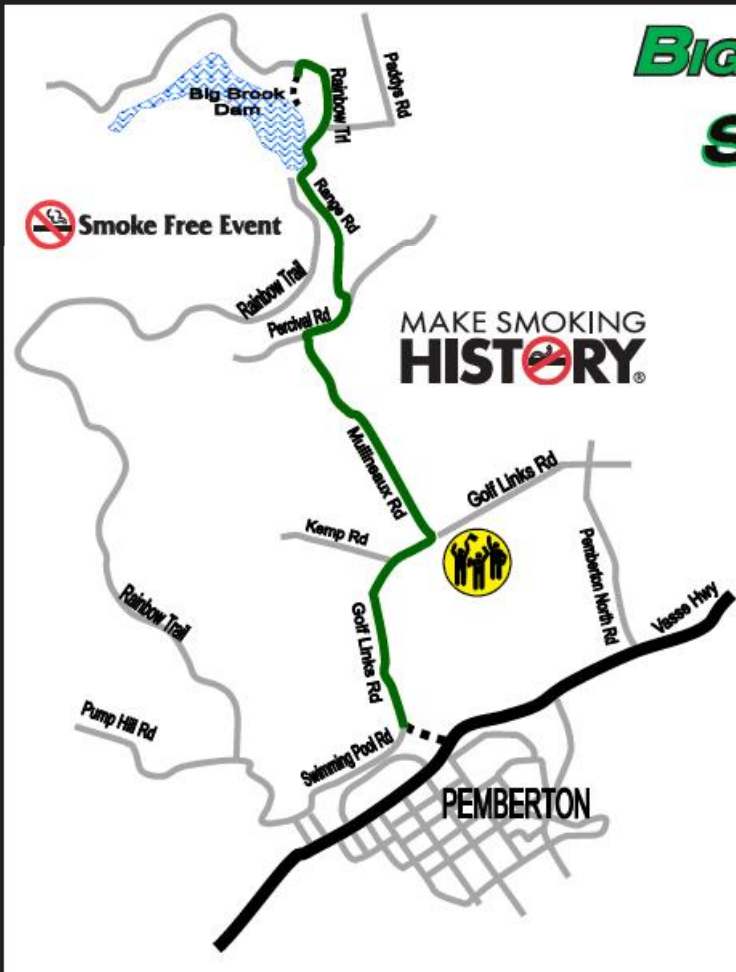 BIG
S
Big Brook
Dam
Rainbow Trl
Paddys Rd
Smoke Free Event
Range Rd
Rainbow Trail
Percival Rd
MAKE SMOKING
HISTORY®
Mullineaux Rd
Golf Links Rd
Kemp Rd
Pemberton North Rd
Vasse Hwy
Rainbow Trail
Golf Links Rd
Pump Hill Rd
Swimming Pool Rd
PEMBERTON